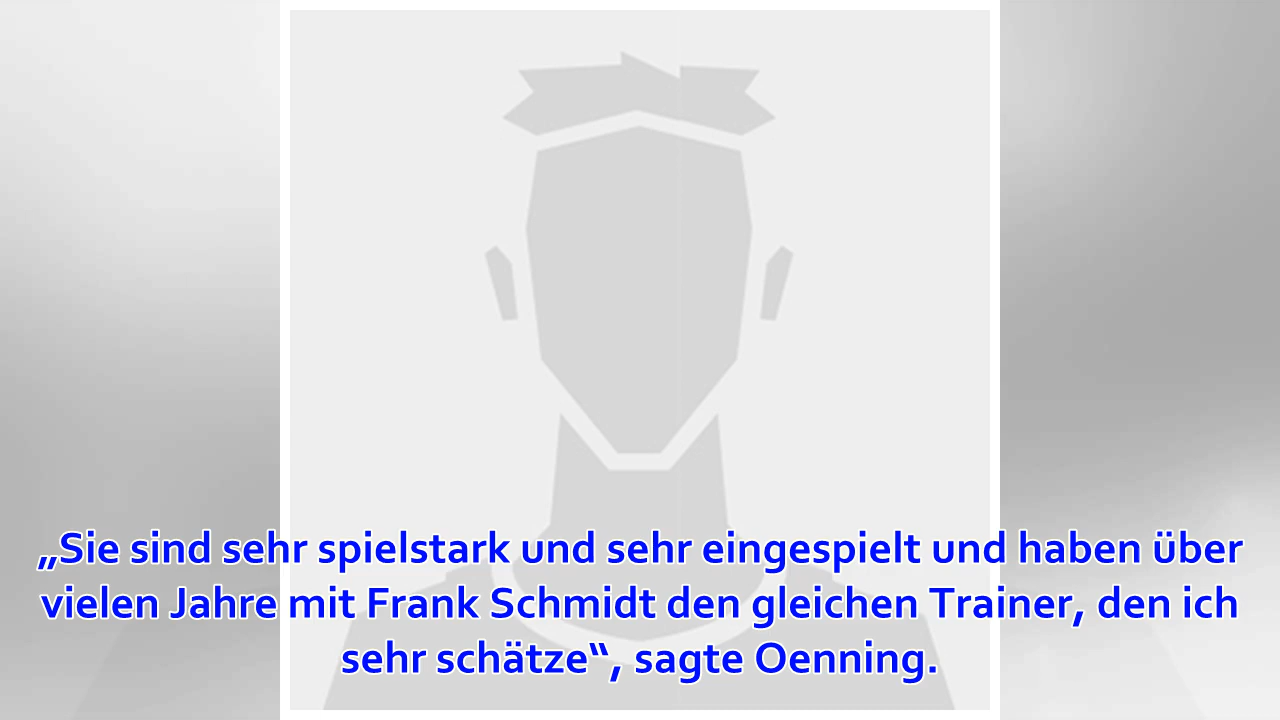 „Sie sind sehr spielstark und sehr eingespielt und haben über
vielen Jahre mit Frank Schmidt den gleichen Trainer, den ich
sehr schätze“, sagte Oenning.